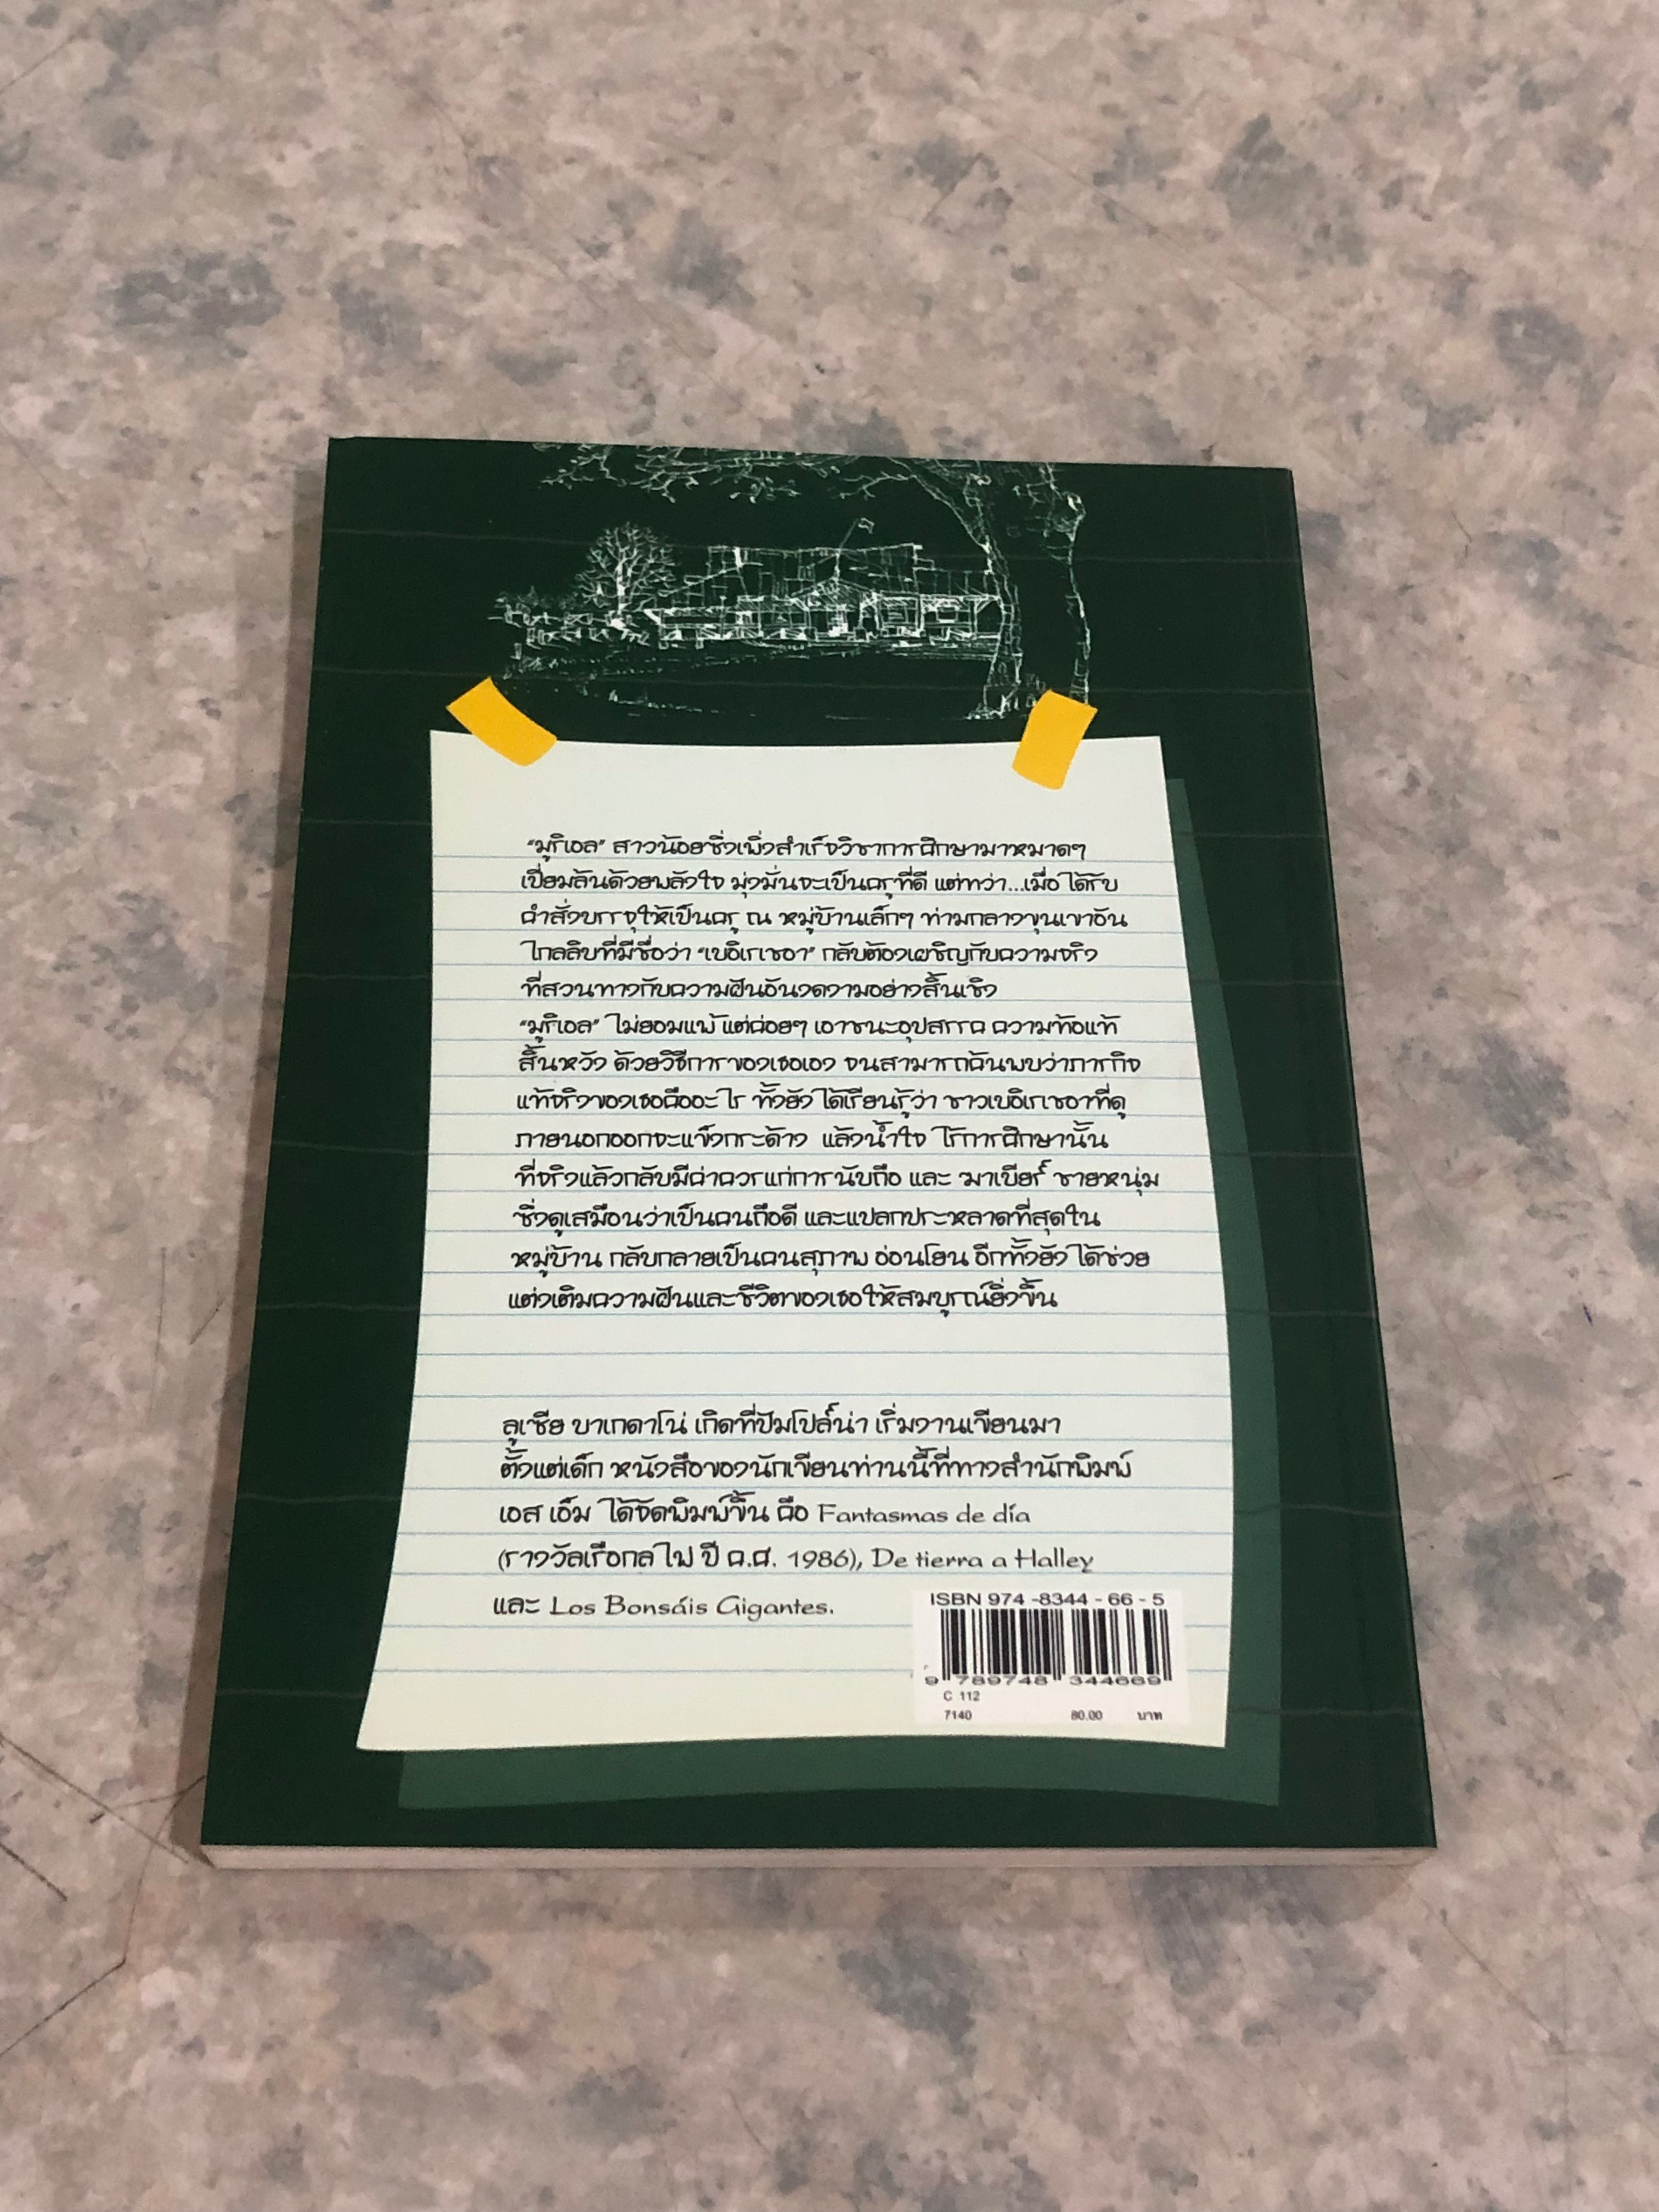 "มูริเอล" สาวน้อยซึ่งเพิ่งสำเร็จวิชาการศึกษามาหมาดๆ
เปี่ยมล้นด้วยพลังใจ มุ่งมั่นจะเป็นครูที่ดี แต่ทว่า...เมื่อได้รับ
คำสั่งบรรจุให้เป็นครู ณ หมู่บ้านเล็กๆ ท่ามกลางขุนเขาอัน
ไกลลิบที่มีชื่อว่า "เบอิเรเชอา" กลับต้องเผชิญกับความจริง
ที่สวนทางกับความฝันอันงดงามอย่างสิ้นเชิง
"มูริเอล" ไม่ยอมแพ้ แต่ค่อยๆ เอาชนะอุปสรรค ความท้อแท้
สิ้นหวัง ด้วยวิธีการของเธอเอง จนสามารถค้นพบว่าภารกิจ
แท้จริงของเธอคืออะไร ทั้งยังได้เรียนรู้ว่า ชาวเบอิเรเชอาที่ดู
ภายนอกออกจะแข็งกระด้าง แล้งน้ำใจ ไร้การศึกษานั้น
ที่จริงแล้วกลับมีค่าควรแก่การนับถือ และ ฆาเบียร์ ชายหนุ่ม
ซึ่งดูเสมือนว่าเป็นคนถือดี และแปลกประหลาดที่สุดใน
หมู่บ้าน กลับกลายเป็นคนสุภาพ อ่อนโยน อีกทั้งยังได้ช่วย
แต่งเติมความฝันและชีวิตของเธอให้สมบูรณ์ยิ่งขึ้น
ลูเซีย บาเกดาโน่ เกิดที่ปัมโปล์น่า เริ่มงานเขียนมา
ตั้งแต่เด็ก หนังสือของนักเขียนท่านนี้ที่ทางสำนักพิมพ์
เอส เอ็ม ได้จัดพิมพ์ขึ้น คือ Fantasmas de día
(รางวัลเรือกลไฟ ปี ค.ศ. 1986), De tierra a Halley
และ Los Bonsáis Gigantes.
ISBN 974-8344-66-5
9 789748 344669
C 112
7140 80.00 บาท